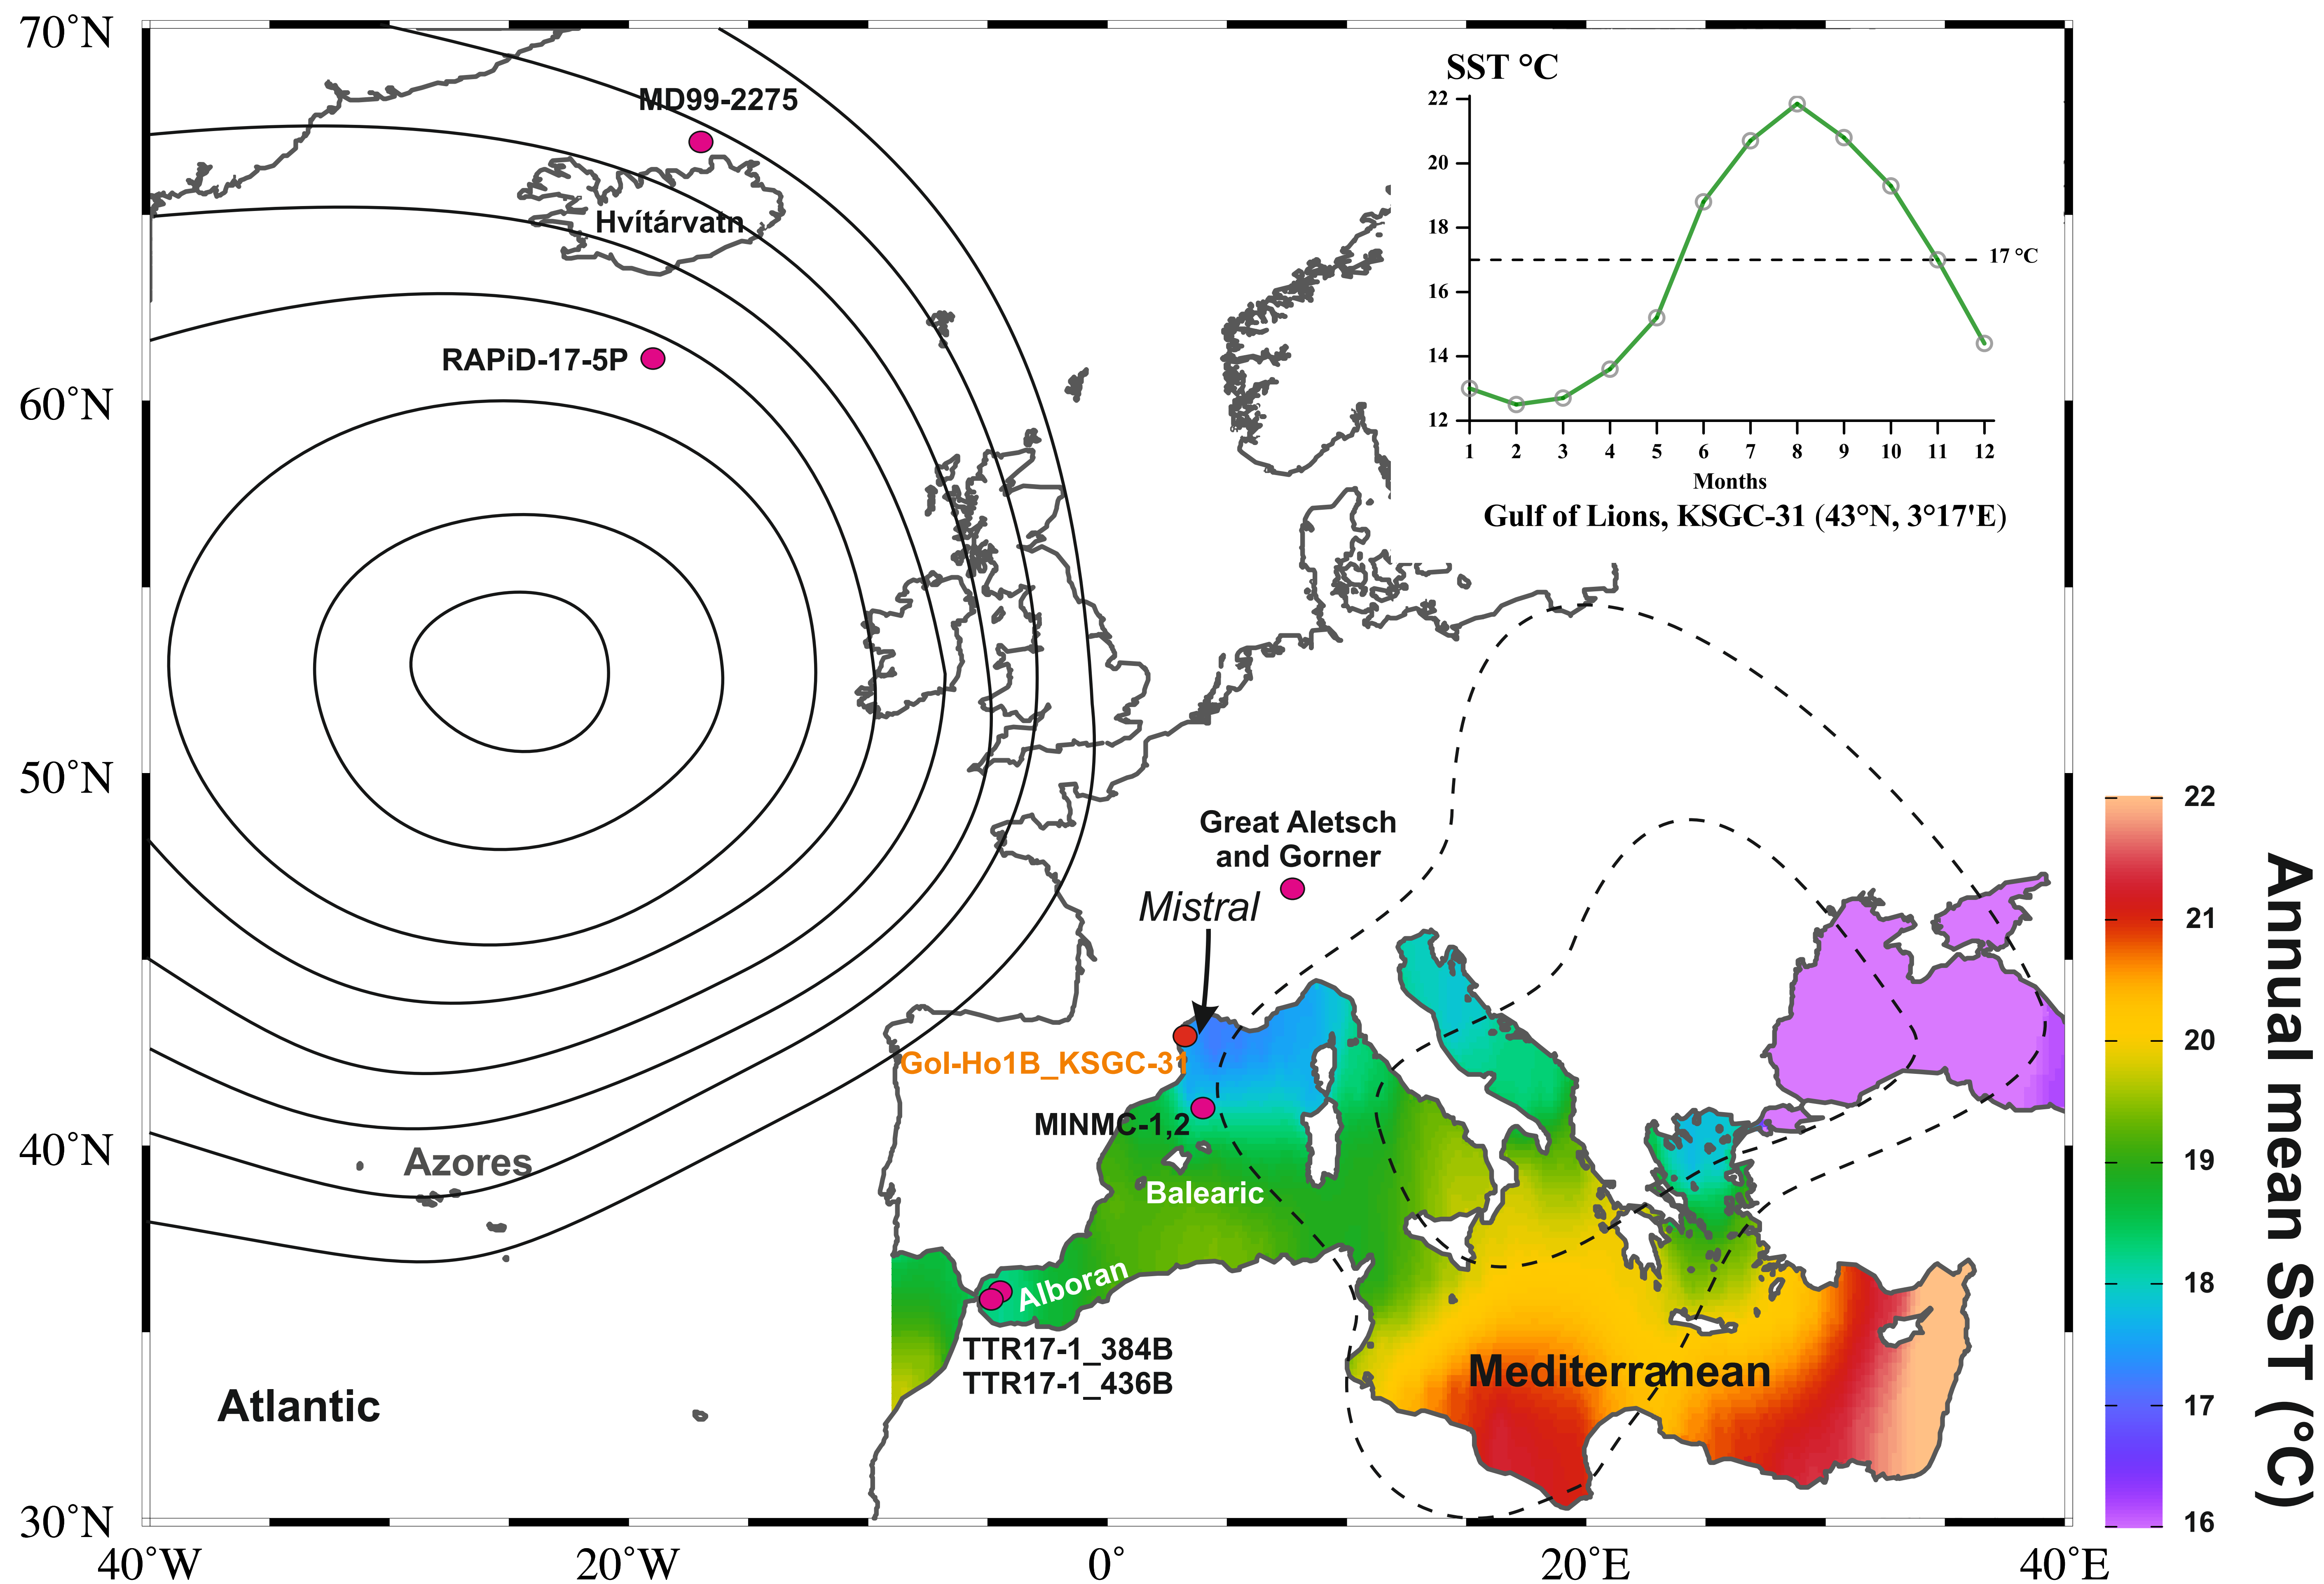 70°N
60°N
50°N
40°N
30°N
40°W
20°W
0°
20°E
40°E
MD99-2275
Hvítárvatn
RAPiD-17-5P
SST °C
22
20
18
16
14
12
17 °C
1 2 3 4 5 6 7 8 9 10 11 12
Months
Gulf of Lions, KSGC-31 (43°N, 3°17'E)
Great Aletsch
and Gorner
Mistral
Gol-Ho1B_KSGC-31
MINMC-1,2
Azores
Balearic
Alboran
TTR17-1_384B
TTR17-1_436B
Atlantic
Mediterranean
22
21
20
19
18
17
16
Annual mean SST (°C)